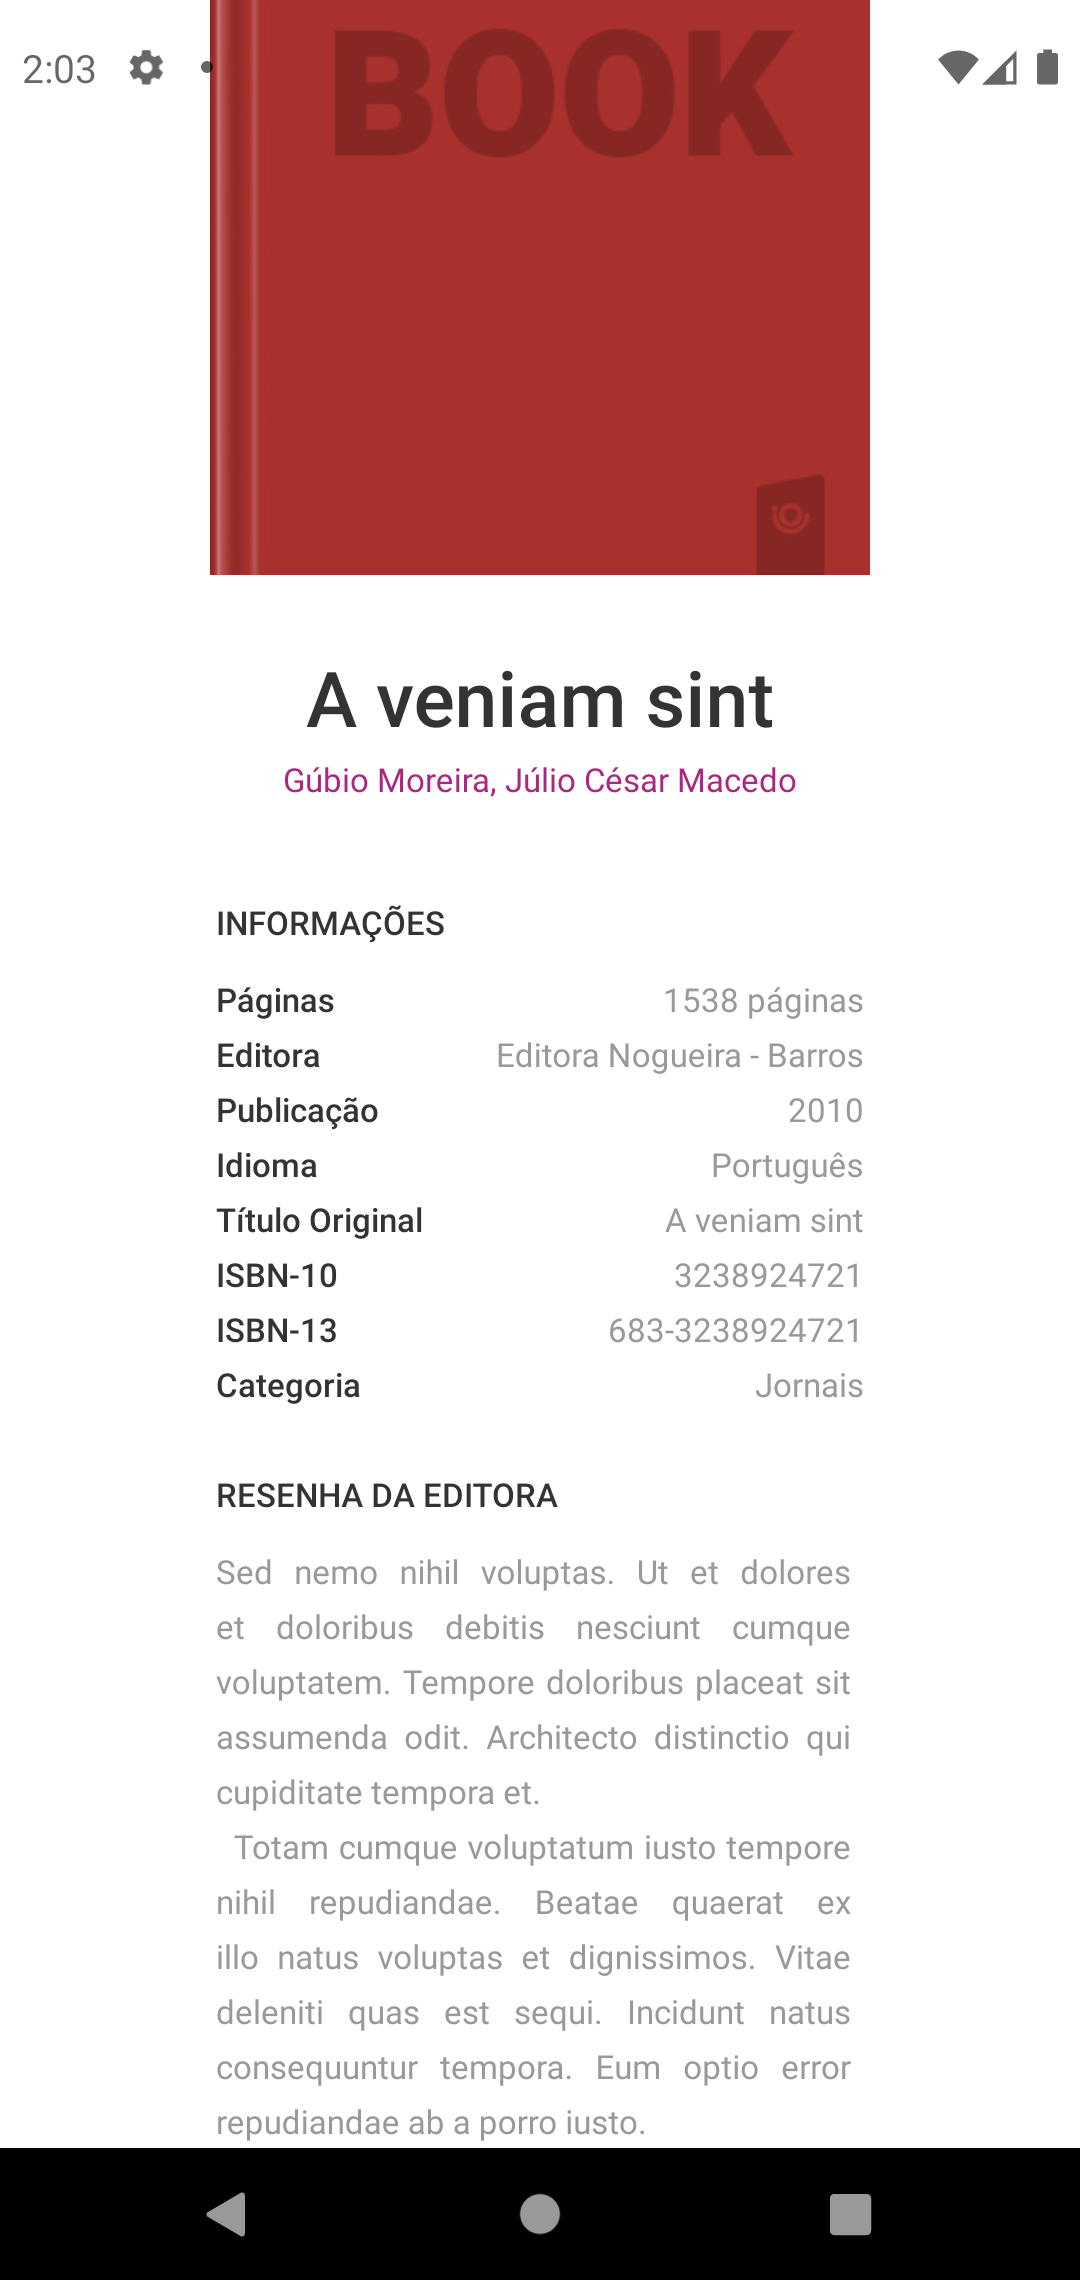 2:03
BOOK
A veniam sint
Gúbio Moreira, Júlio César Macedo
INFORMAÇÕES
Páginas 1538 páginas
Editora Editora Nogueira - Barros
Publicação 2010
Idioma Português
Título Original A veniam sint
ISBN-10 3238924721
ISBN-13 683-3238924721
Categoria Jornais
RESENHA DA EDITORA
Sed nemo nihil voluptas. Ut et dolores
et doloribus debitis nesciunt cumque
voluptatem. Tempore doloribus placeat sit
assumenda odit. Architecto distinctio qui
cupiditate tempora et.
Totam cumque voluptatum iusto tempore
nihil repudiandae. Beatae quaerat ex
illo natus voluptas et dignissimos. Vitae
deleniti quas est sequi. Incidunt natus
consequuntur tempora. Eum optio error
repudiandae ab a porro iusto.